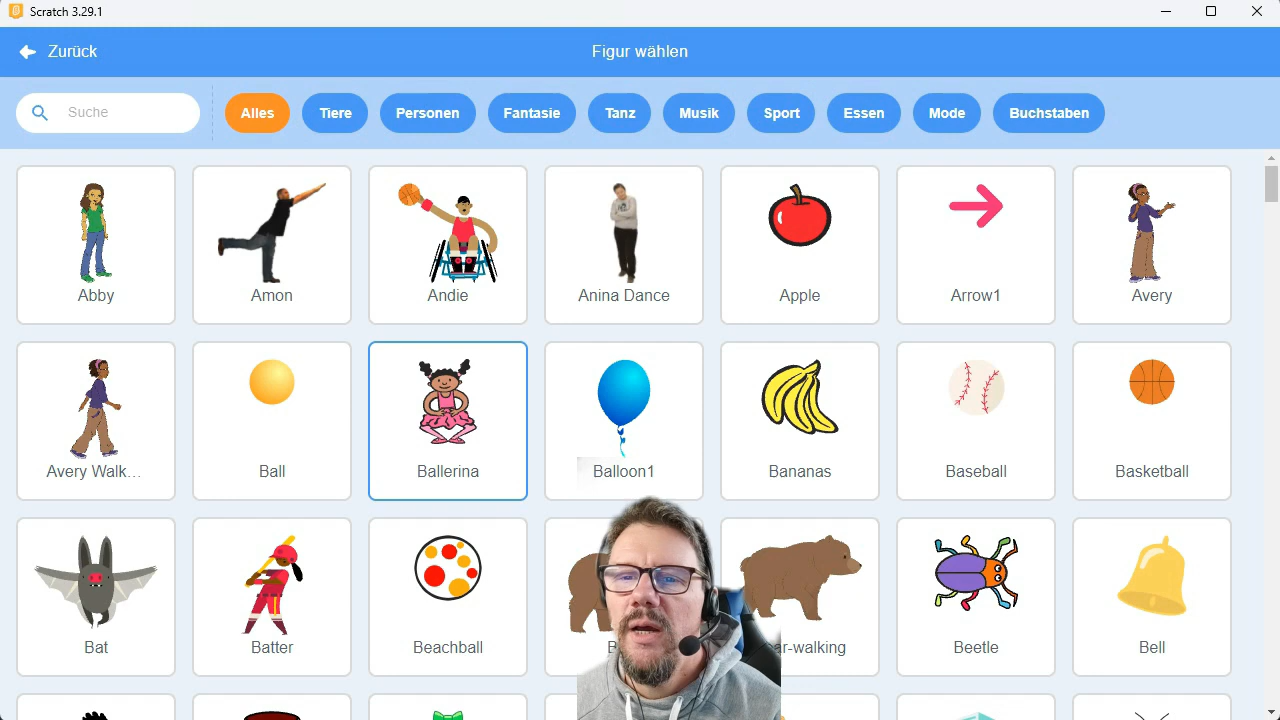 Scratch 3.29.1
Zurück
Figur wählen
Suche
Alles
Tiere
Personen
Fantasie
Tanz
Musik
Sport
Essen
Mode
Buchstaben
Abby
Amon
Andie
Anina Dance
Apple
Arrow1
Avery
Avery Walk...
Ball
Ballerina
Balloon1
Bananas
Baseball
Basketball
Bat
Batter
Beachball
ar-walking
Beetle
Bell